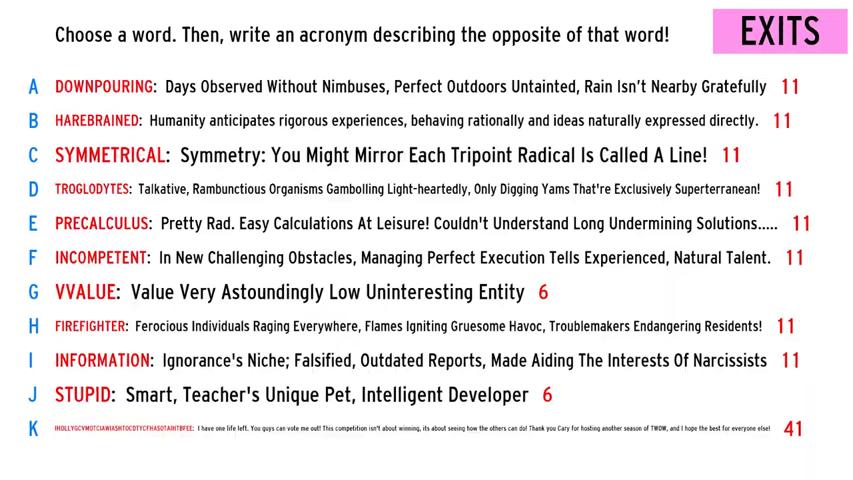 Choose a word. Then, write an acronym describing the opposite of that word!
EXITS
A DOWNPOURING: Days Observed Without Nimbuses, Perfect Outdoors Untainted, Rain Isn't Nearby Gratefully 11
B HAREBRAINED: Humanity anticipates rigorous experiences, behaving rationally and ideas naturally expressed directly. 11
C SYMMETRICAL: Symmetry: You Might Mirror Each Tripoint Radical Is Called A Line! 11
D TROGLODYTES: Talkative, Rambunctious Organisms Gambolling Light-heartedly, Only Digging Yams That're Exclusively Superterranean! 11
E PRECALCULUS: Pretty Rad. Easy Calculations At Leisure! Couldn't Understand Long Undermining Solutions..... 11
F INCOMPETENT: In New Challenging Obstacles, Managing Perfect Execution Tells Experienced, Natural Talent. 11
G VVALUE: Value Very Astoundingly Low Uninteresting Entity 6
H FIREFIGHTER: Ferocious Individuals Raging Everywhere, Flames Igniting Gruesome Havoc, Troublemakers Endangering Residents! 11
I INFORMATION: Ignorance's Niche; Falsified, Outdated Reports, Made Aiding The Interests Of Narcissists 11
J STUPID: Smart, Teacher's Unique Pet, Intelligent Developer 6
K I have one life left. You guys can vote me out! This competition isn't about winning, its about seeing how the others can do! Thank you Cary for hosting another season of TWOW, and I hope the best for everyone else! 41